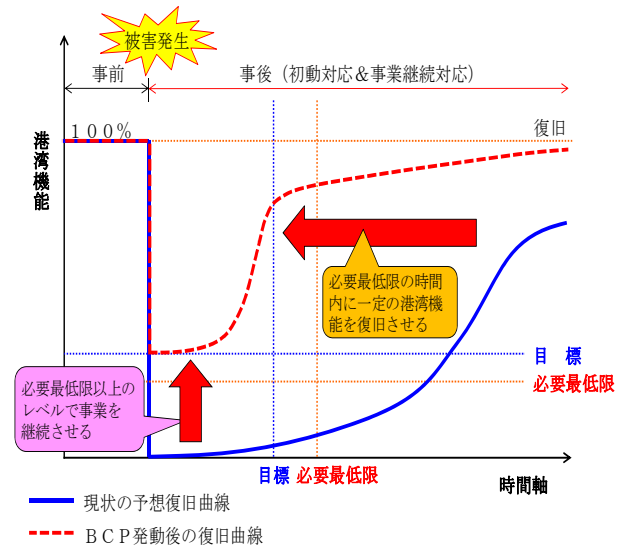 被害発生
事前
事後（初動対応＆事業継続対応）
１００％
復旧
港湾機能
必要最低限の時間
内に一定の港湾機
能を復旧させる
目　標
必要最低限
必要最低限以上の
レベルで事業を
継続させる
目標 必要最低限
時間軸
現状の予想復旧曲線
ＢＣＰ発動後の復旧曲線